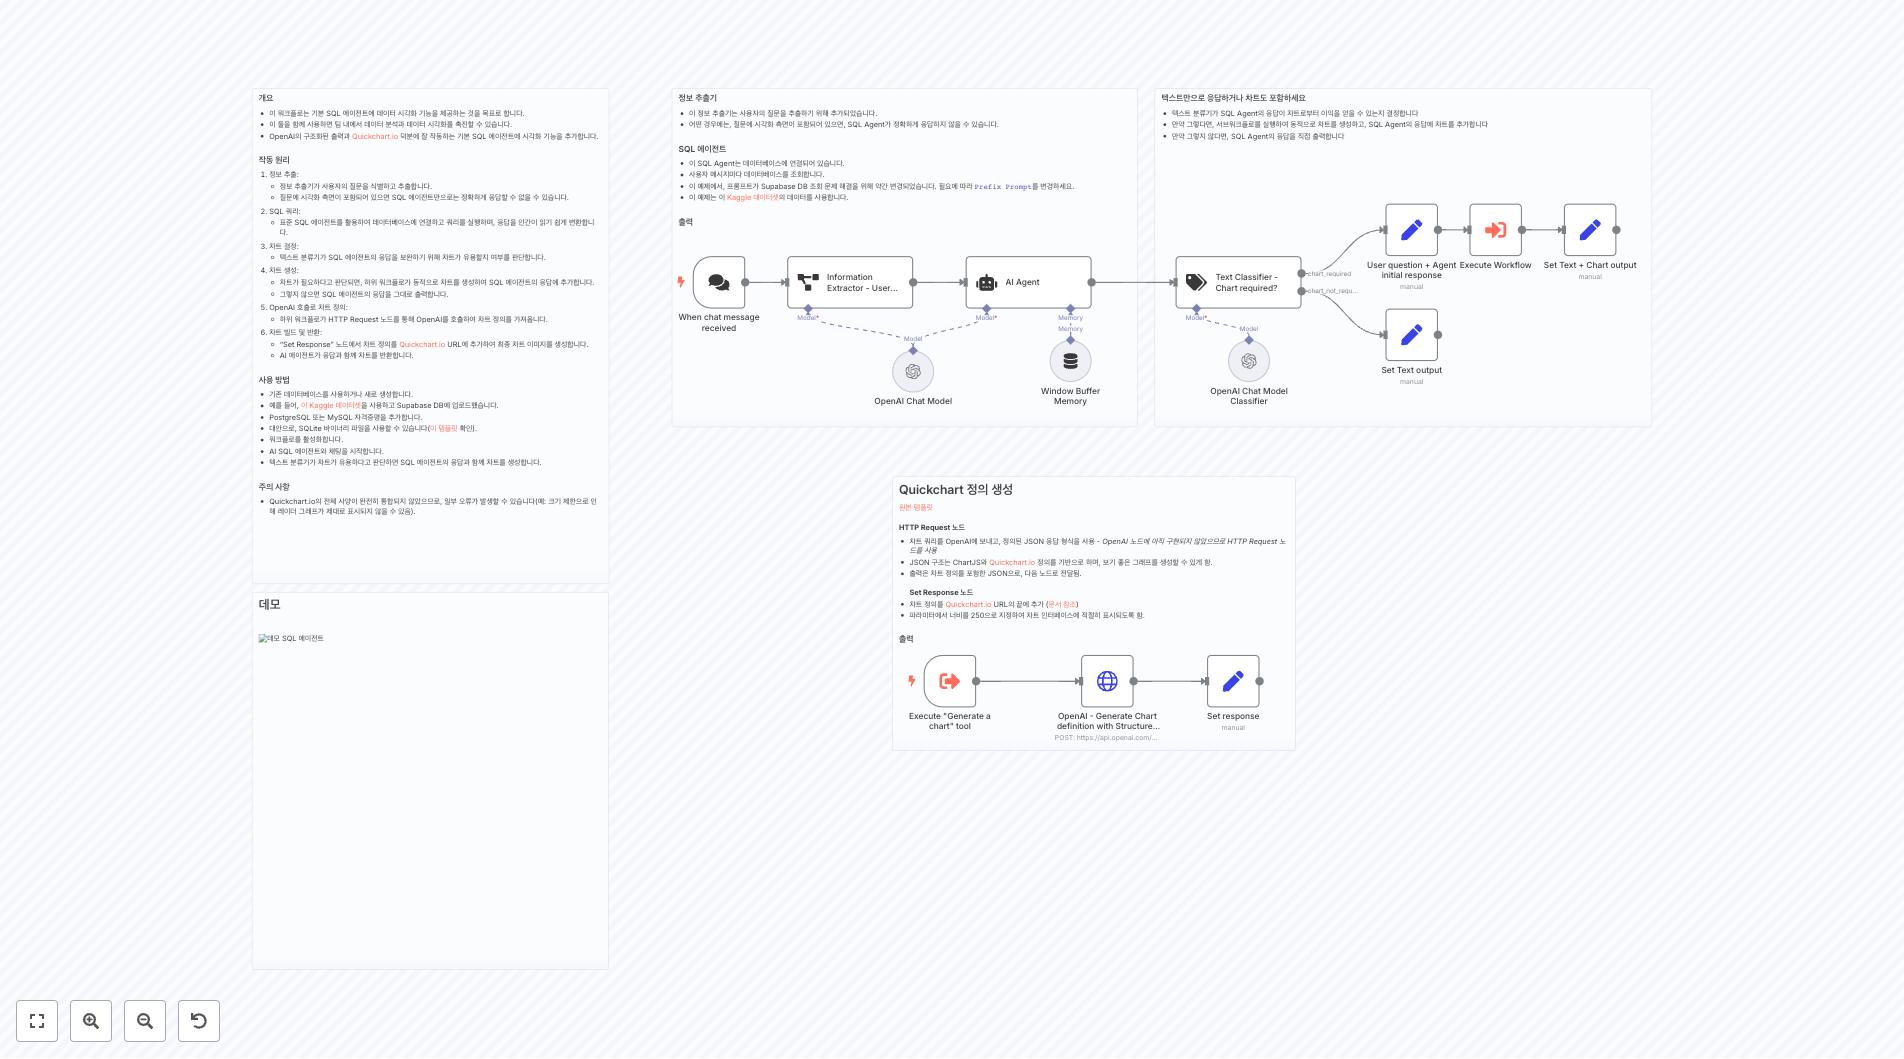 개요
이 워크플로는 기본 SQL 에이전트에 데이터 시각화 기능을 제공하는 것을 목표로 합니다.
이 둘을 함께 사용하면 팀 내에서 데이터 분석과 데이터 시각화를 촉진할 수 있습니다.
OpenAI의 구조화된 출력과 Quickchart.io 덕분에 잘 작동하는 기본 SQL 에이전트에 시각화 기능을 추가합니다.
작동 원리
1. 정보 추출:
정보 추출기가 사용자의 질문을 식별하고 추출합니다.
질문에 시각화 측면이 포함되어 있으면 SQL 에이전트만으로는 정확하게 응답할 수 없을 수 있습니다.
2. SQL 쿼리:
표준 SQL 에이전트를 활용하여 데이터베이스에 연결하고 쿼리를 실행하며, 응답을 인간이 읽기 쉽게 변환합니
다.
3. 차트 결정:
텍스트 분류기가 SQL 에이전트의 응답을 보완하기 위해 차트가 유용할지 여부를 판단합니다.
4. 차트 생성:
차트가 필요하다고 판단되면, 하위 워크플로가 동적으로 차트를 생성하여 SQL 에이전트의 응답에 추가합니다.
그렇지 않으면 SQL 에이전트의 응답을 그대로 출력합니다.
5. OpenAI 호출로 차트 정의:
하위 워크플로가 HTTP Request 노드를 통해 OpenAI를 호출하여 차트 정의를 가져옵니다.
6. 차트 빌드 및 반환:
"Set Response" 노드에서 차트 정의를 Quickchart.io URL에 추가하여 최종 차트 이미지를 생성합니다.
AI 에이전트가 응답과 함께 차트를 반환합니다.
사용 방법
기존 데이터베이스를 사용하거나 새로 생성합니다.
예를 들어, 이 Kaggle 데이터셋을 사용하고 Supabase DB에 업로드했습니다.
PostgreSQL 또는 MySQL 자격증명을 추가합니다.
대안으로, SQLite 바이너리 파일을 사용할 수 있습니다(이 템플릿 확인).
워크플로를 활성화합니다.
AI SQL 에이전트와 채팅을 시작합니다.
텍스트 분류기가 차트가 유용하다고 판단하면 SQL 에이전트의 응답과 함께 차트를 생성합니다.
주의 사항
Quickchart.io의 전체 사양이 완전히 통합되지 않았으므로, 일부 오류가 발생할 수 있습니다(예: 크기 제한으로 인
해 레이더 그래프가 제대로 표시되지 않을 수 있음).
데모
데모 SQL 에이전트
정보 추출기
이 정보 추출기는 사용자의 질문을 추출하기 위해 추가되었습니다.
어떤 경우에는, 질문에 시각화 측면이 포함되어 있으면, SQL Agent가 정확하게 응답하지 않을 수 있습니다.
SQL 에이전트
이 SQL Agent는 데이터베이스에 연결되어 있습니다.
사용자 메시지마다 데이터베이스를 조회합니다.
이 예제에서, 프롬프트가 Supabase DB 조회 문제 해결을 위해 약간 변경되었습니다. 필요에 따라 Prefix Prompt를 변경하세요.
이 예제는 이 Kaggle 데이터셋의 데이터를 사용합니다.
출력
When chat message
received
Information
Extractor - User...
Model*
AI Agent
Model*
Memory
Memory
Model
OpenAI Chat Model
Window Buffer
Memory
텍스트만으로 응답하거나 차트도 포함하세요
텍스트 분류기가 SQL Agent의 응답이 차트로부터 이익을 얻을 수 있는지 결정합니다
만약 그렇다면, 서브워크플로를 실행하여 동적으로 차트를 생성하고, SQL Agent의 응답에 차트를 추가합니다
만약 그렇지 않다면, SQL Agent의 응답을 직접 출력합니다
Text Classifier -
Chart required?
Model*
Model
OpenAI Chat Model
Classifier
chart_required
chart_not_requ...
User question + Agent
initial response
manual
Execute Workflow
Set Text + Chart output
manual
Set Text output
manual
Quickchart 정의 생성
원본 템플릿
HTTP Request 노드
차트 쿼리를 OpenAI에 보내고, 정의된 JSON 응답 형식을 사용 - OpenAI 노드에 아직 구현되지 않았으므로 HTTP Request 노
드를 사용
JSON 구조는 ChartJS와 Quickchart.io 정의를 기반으로 하며, 보기 좋은 그래프를 생성할 수 있게 함.
출력은 차트 정의를 포함한 JSON으로, 다음 노드로 전달됨.
Set Response 노드
차트 정의를 Quickchart.io URL의 끝에 추가 (문서 참조)
파라미터에서 너비를 250으로 지정하여 차트 인터페이스에 적절히 표시되도록 함.
출력
Execute "Generate a
chart" tool
OpenAI - Generate Chart
definition with Structure...
POST: https://api.openai.com/...
Set response
manual